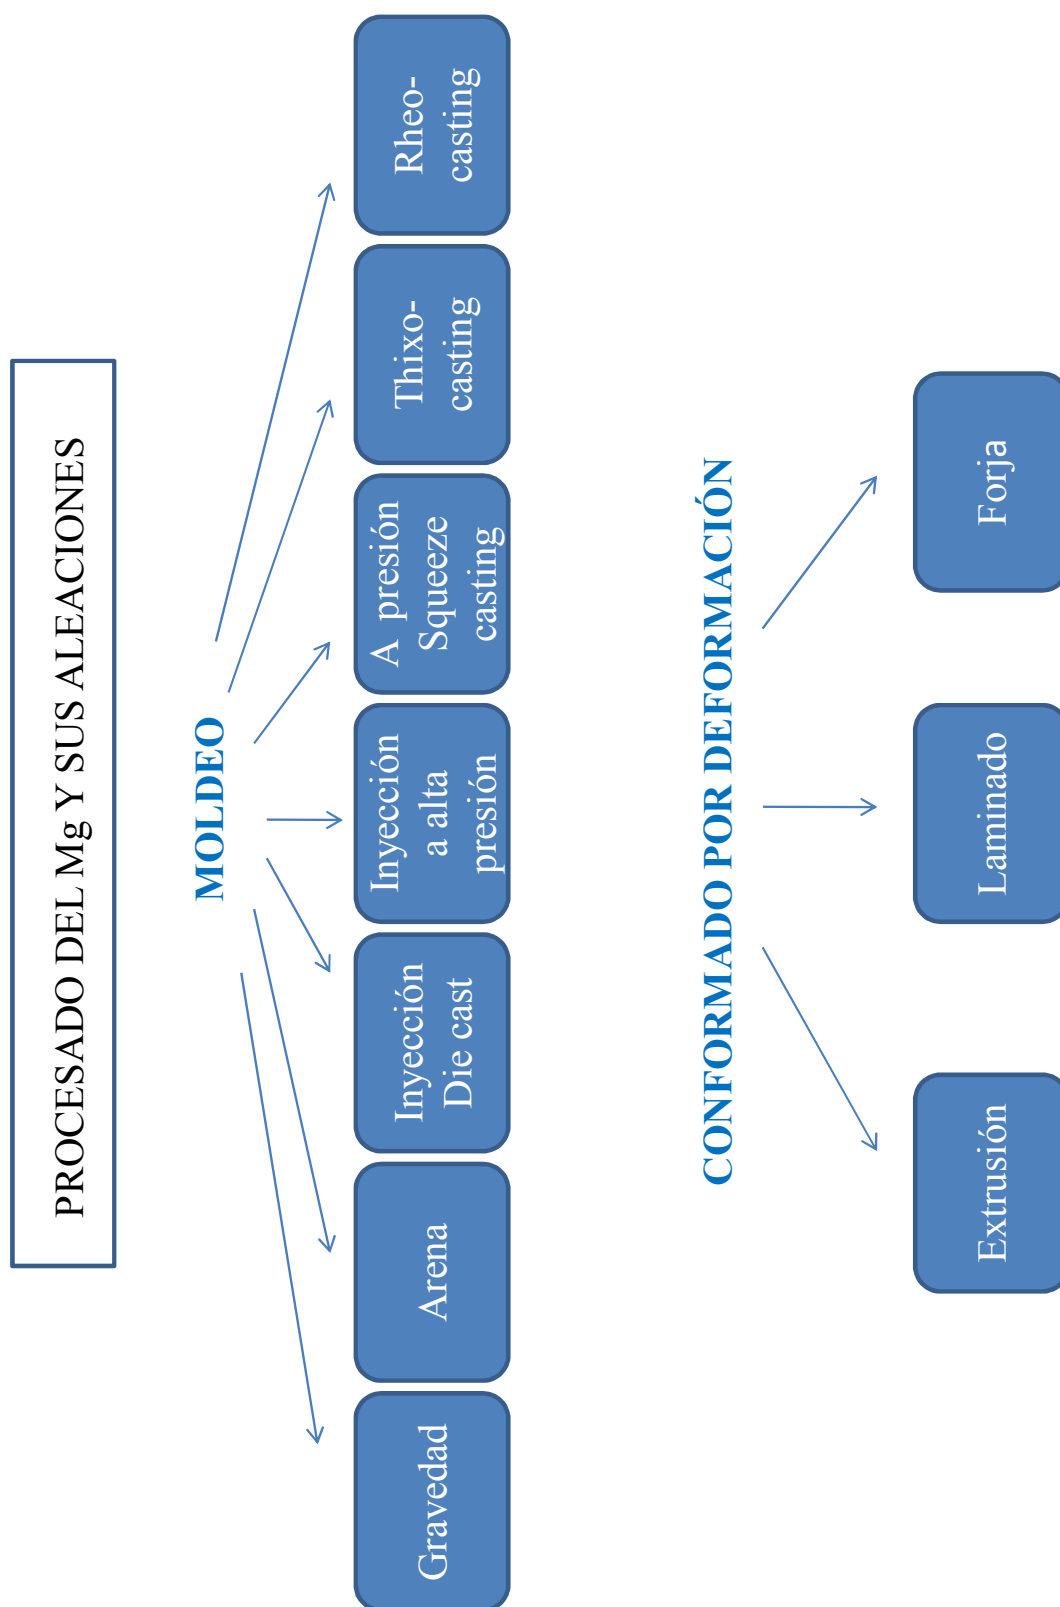 PROCESADO DEL Mg Y SUS ALEACIONES
MOLDEO
Gravedad
Arena
Inyección
Die cast
Inyección
a alta
presión
A presión
Squeeze
casting
Thixo-
casting
Rheo-
casting
CONFORMADO POR DEFORMACIÓN
Extrusión
Laminado
Forja